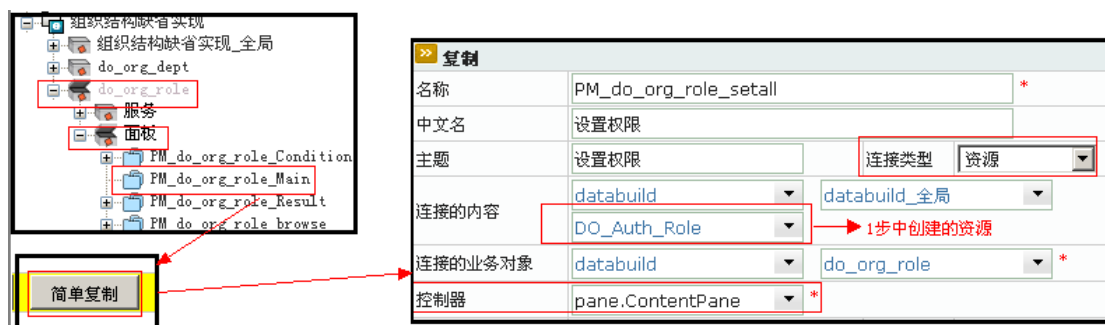 组织结构缺省实现
组织结构缺省实现_全局
do_org_dept
do_org_role
服务
面板
PM_do_org_role_Condition
PM_do_org_role_Main
PM_do_org_role_Result
PM_do_org_role_browse
简单复制
复制
名称 PM_do_org_role_setall *
中文名 设置权限
主题 设置权限 连接类型 资源
连接的内容 databuild databuild_全局
DO_Auth_Role 1步中创建的资源
连接的业务对象 databuild do_org_role *
控制器 pane.ContentPane *